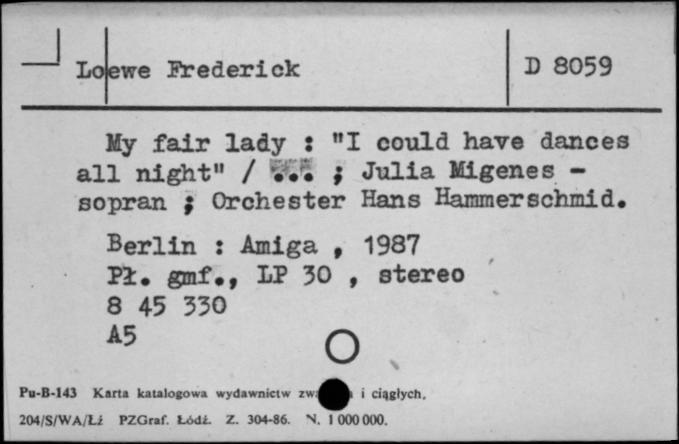 Loewe Frederick
D 8059
My fair lady : "I could have dances
all night" / ... ; Julia Migenes -
sopran ; Orchester Hans Hammerschmid.
Berlin : Amiga , 1987
Pł. gmf., LP 30 , stereo
8 45 330
A5
Pu-B-143 Karta katalogowa wydawnictw i ciągłych.
204/S/WA/Łź PZGraf. Łódź. Z. 304-86. N. 1 000 000.